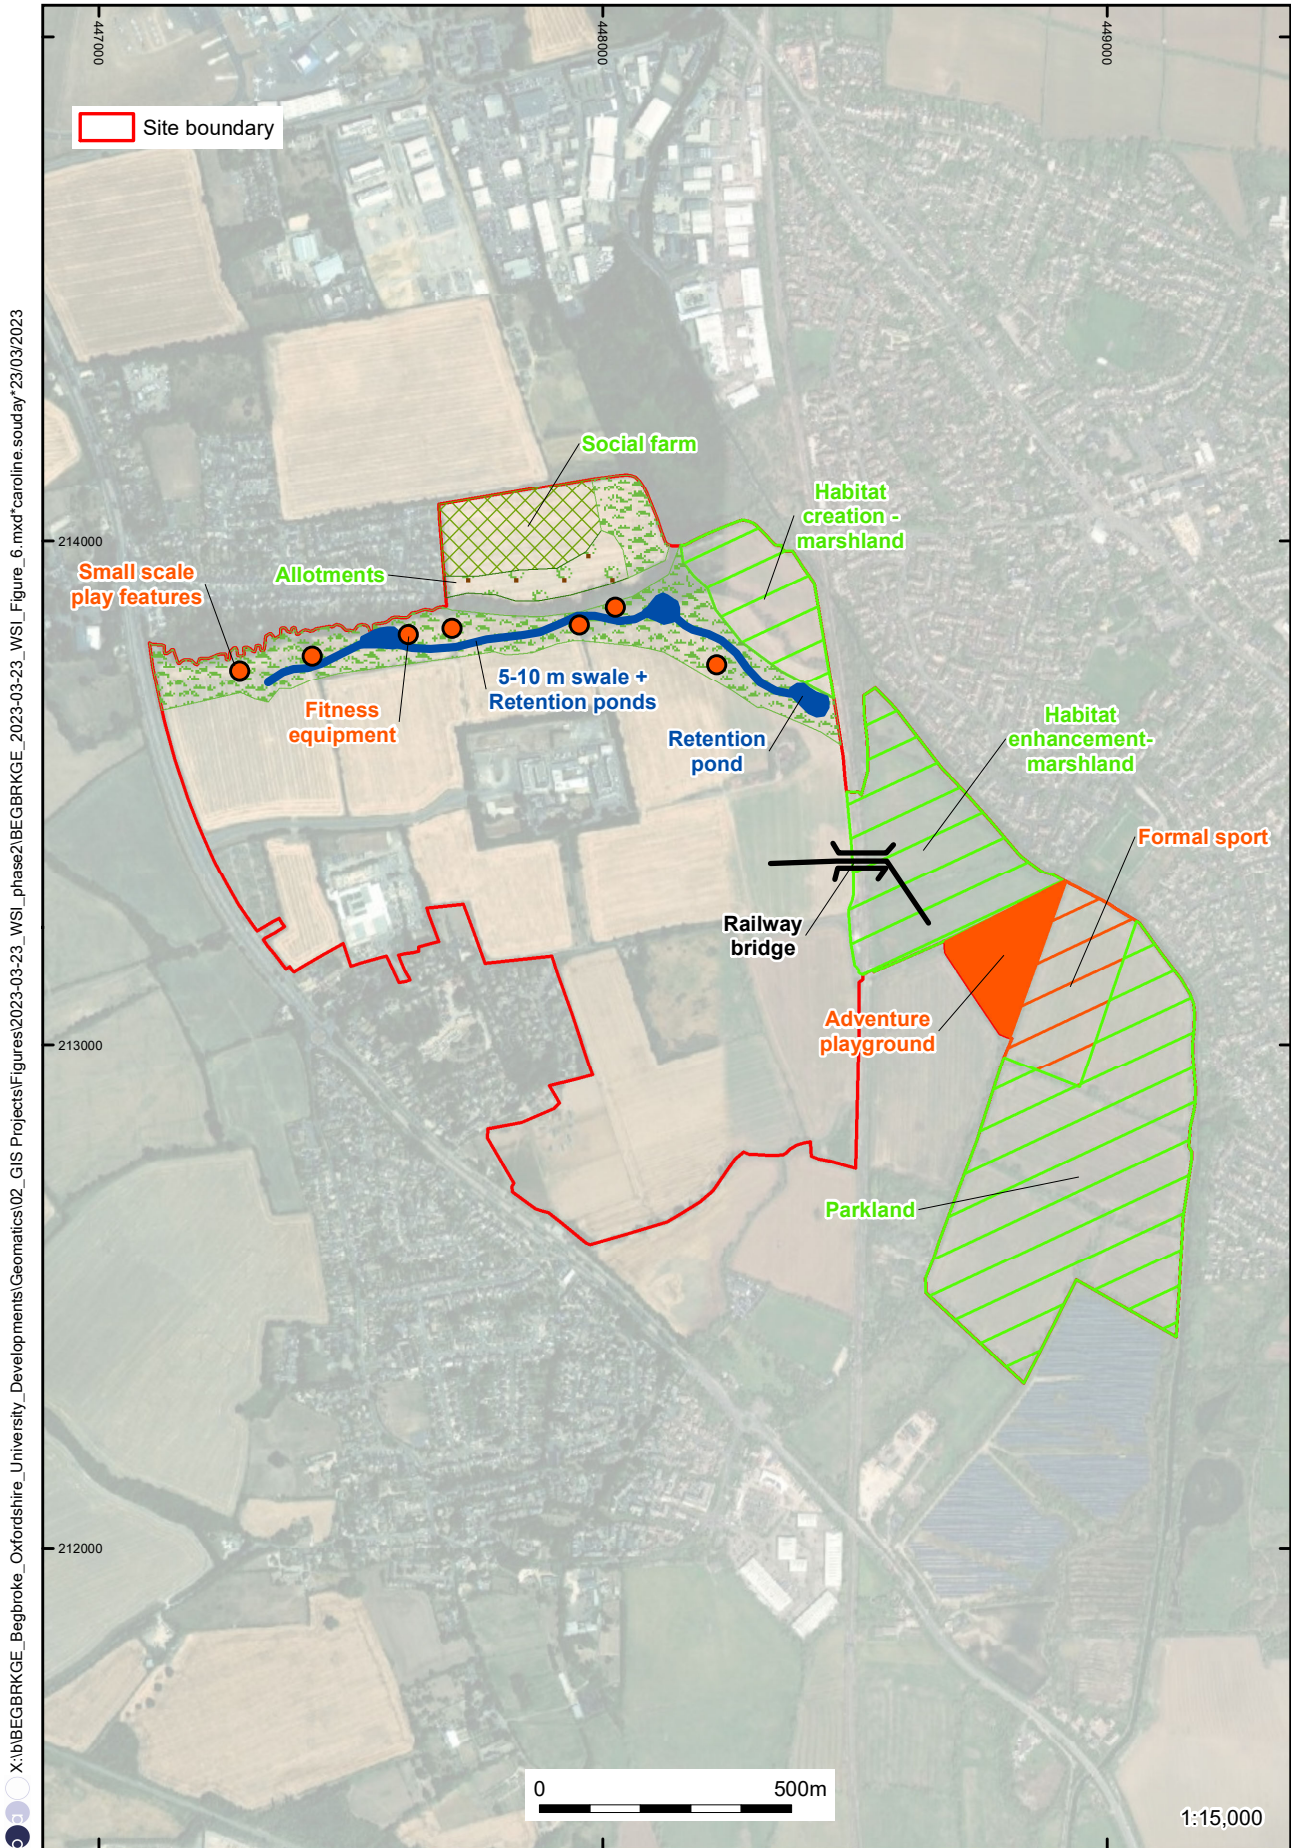 447000
448000
449000
Site boundary
Social farm
Habitat
creation -
marshland
214000
Small scale
play features
Allotments
5-10 m swale +
Retention ponds
Fitness
equipment
Retention
pond
Habitat
enhancement-
marshland
Formal sport
Railway
bridge
Adventure
playground
213000
Parkland
212000
0 500m
1:15,000
X:\b\BEGBRKGE_Begbroke_Oxfordshire_University_Developments\Geomatics\02_GIS Projects\Figures\2023-03-23_WSI_phase2\BEGBRKGE_2023-03-23_WSI_Figure_6.mxd*caroline.souday*23/03/2023